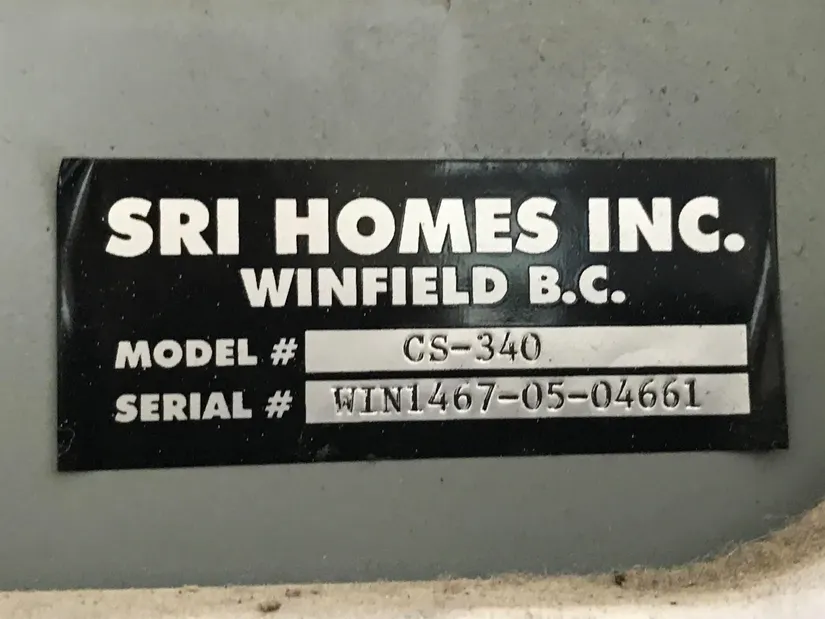 SRI HOMES INC.
WINFIELD B.C.
MODEL # CS-340
SERIAL # WIN1467-05-04661